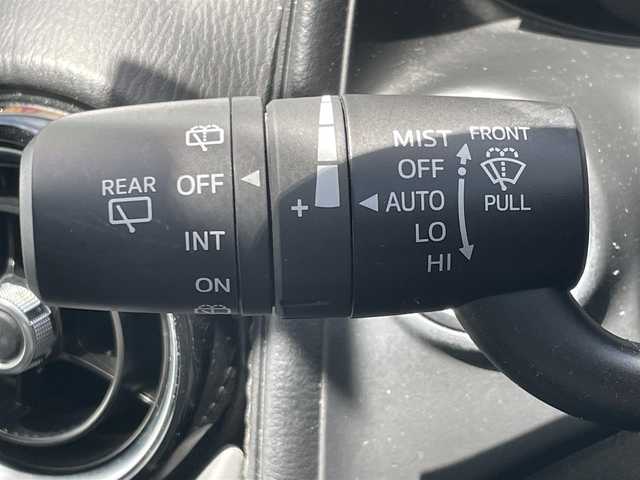 REAR
OFF
INT
ON
+
MIST
OFF
AUTO
LO
HI
FRONT
PULL